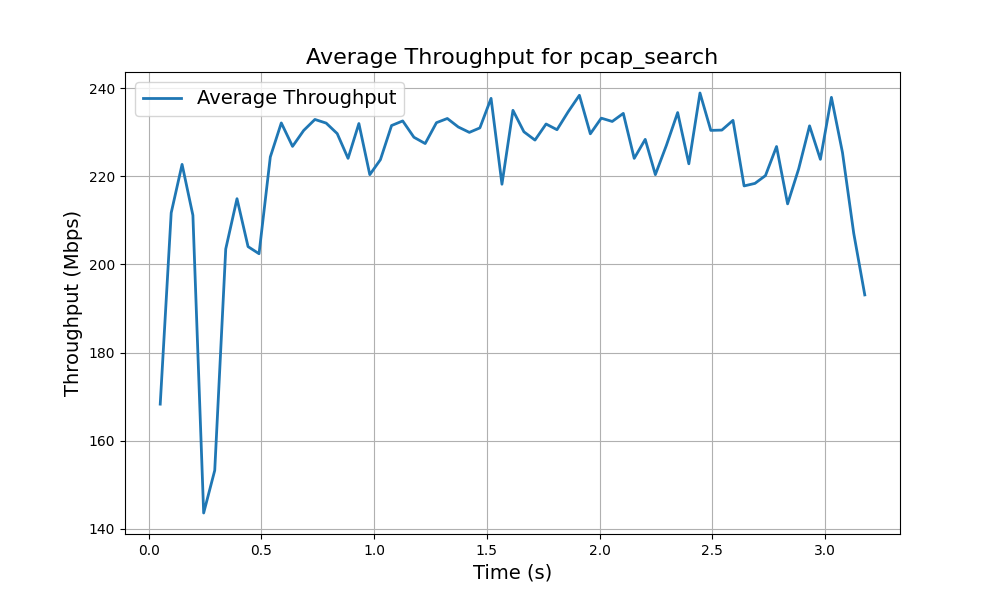 Average Throughput for pcap_search
Average Throughput
Throughput (Mbps)
240
220
200
180
160
140
0.0 0.5 1.0 1.5 2.0 2.5 3.0
Time (s)